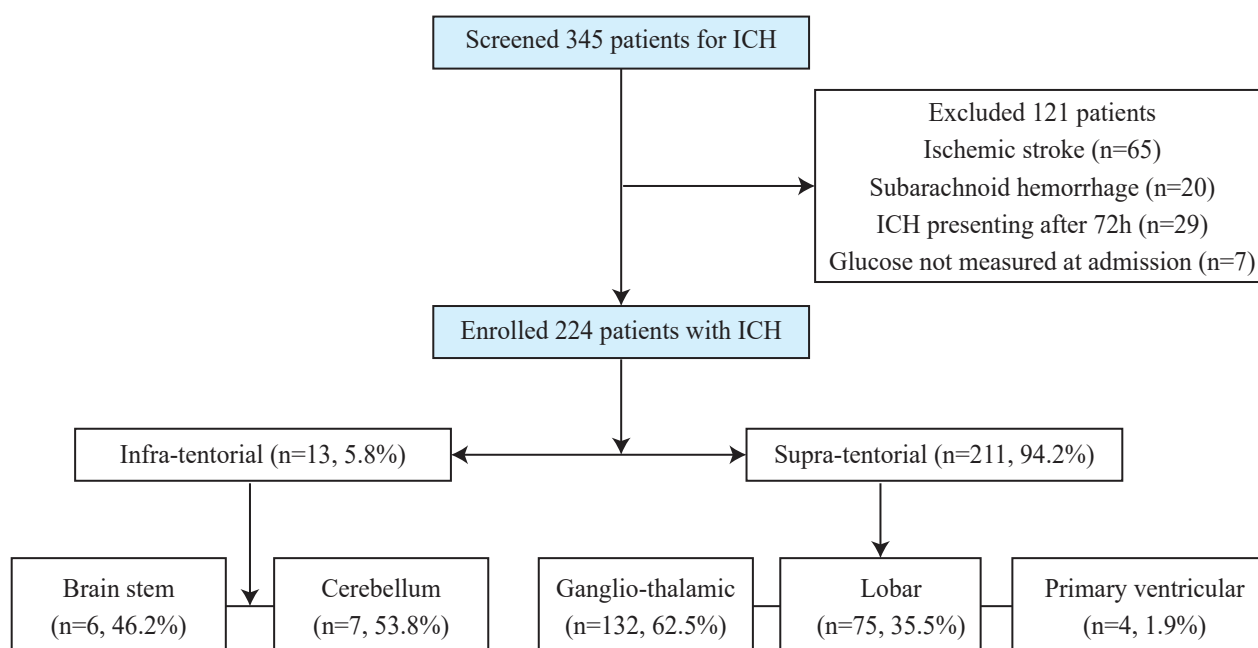 Screened 345 patients for ICH
Excluded 121 patients
Ischemic stroke (n=65)
Subarachnoid hemorrhage (n=20)
ICH presenting after 72h (n=29)
Glucose not measured at admission (n=7)
Enrolled 224 patients with ICH
Infra-tentorial (n=13, 5.8%)
Supra-tentorial (n=211, 94.2%)
Brain stem
(n=6, 46.2%)
Cerebellum
(n=7, 53.8%)
Ganglio-thalamic
(n=132, 62.5%)
Lobar
(n=75, 35.5%)
Primary ventricular
(n=4, 1.9%)